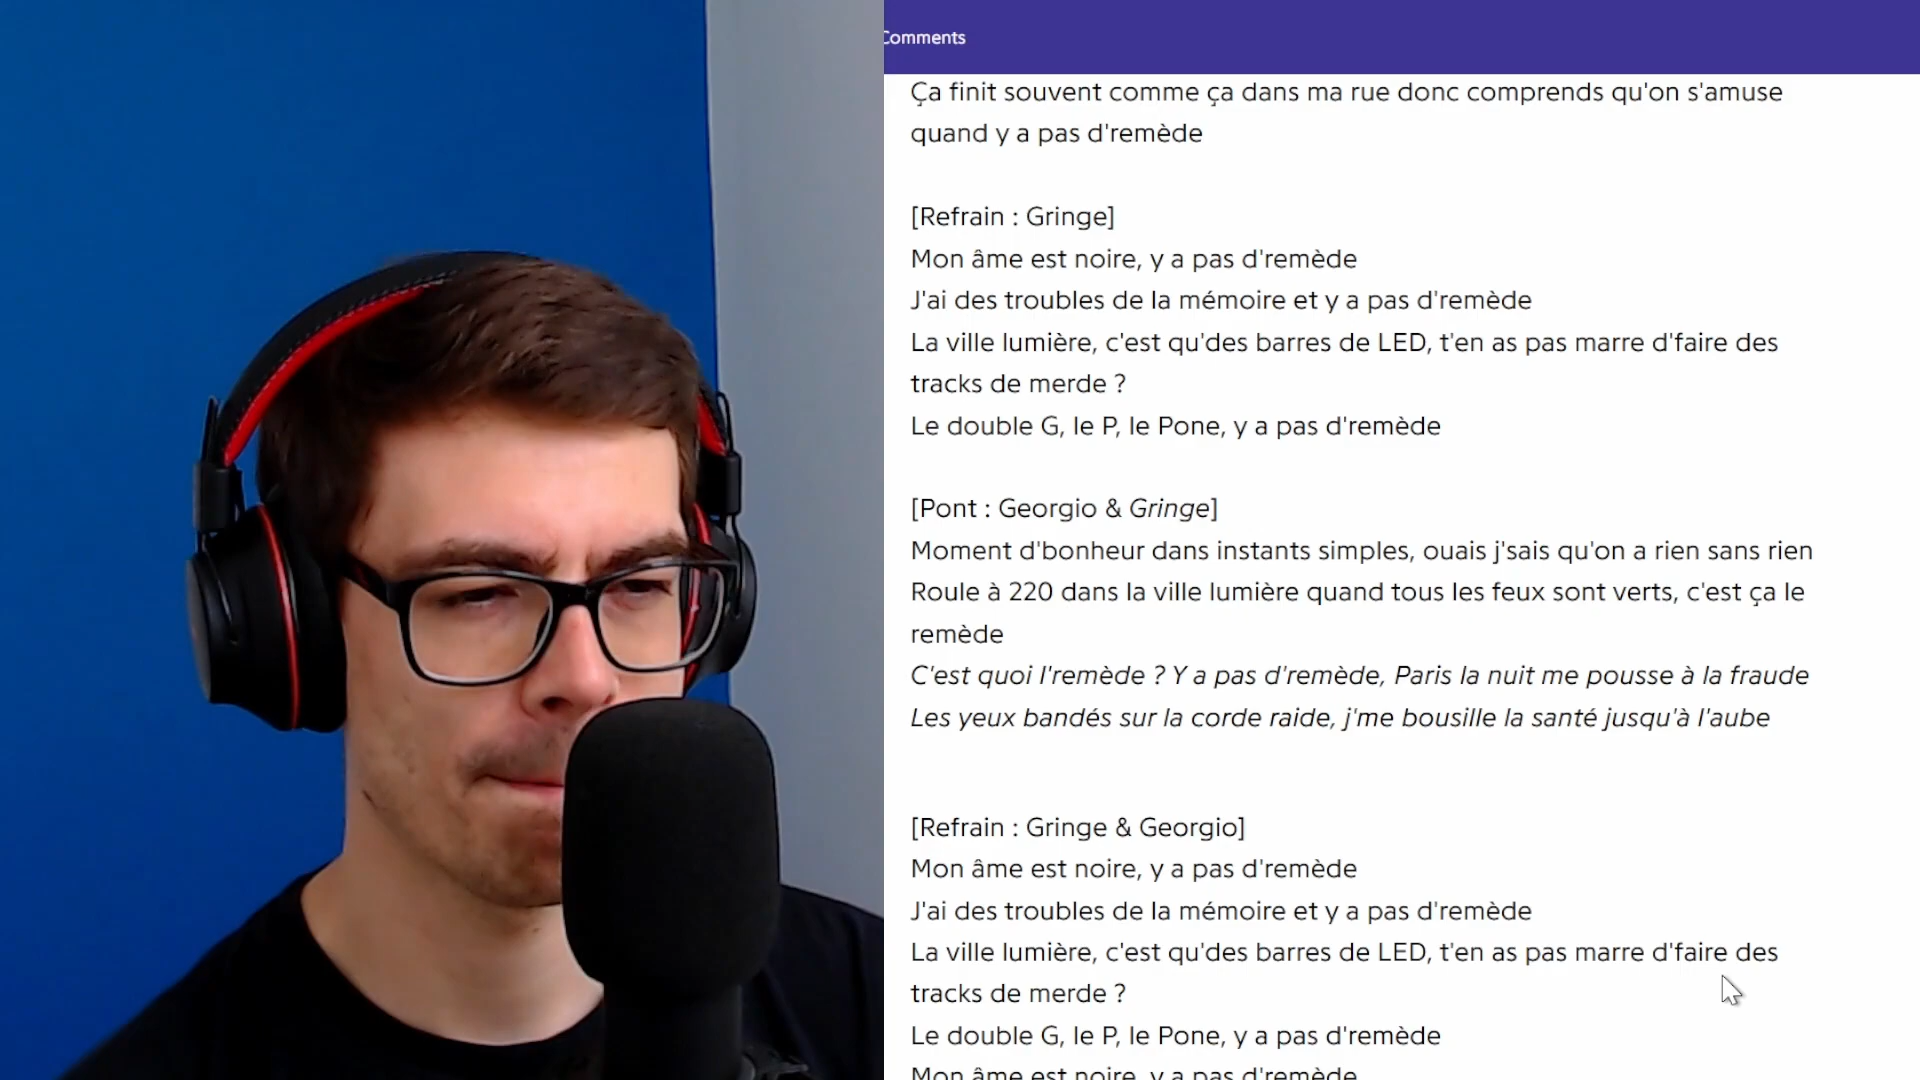 Comments
Ça finit souvent comme ça dans ma rue donc comprends qu'on s'amuse
quand y a pas d'remède
[Refrain : Gringe]
Mon âme est noire, y a pas d'remède
J'ai des troubles de la mémoire et y a pas d'remède
La ville lumière, c'est qu'des barres de LED, t'en as pas marre d'faire des
tracks de merde ?
Le double G, le P, le Pone, y a pas d'remède
[Pont : Georgio & Gringe]
Moment d'bonheur dans instants simples, ouais j'sais qu'on a rien sans rien
Roule à 220 dans la ville lumière quand tous les feux sont verts, c'est ça le
remède
C'est quoi l'remède ? Y a pas d'remède, Paris la nuit me pousse à la fraude
Les yeux bandés sur la corde raide, j'me bousille la santé jusqu'à l'aube
[Refrain : Gringe & Georgio]
Mon âme est noire, y a pas d'remède
J'ai des troubles de la mémoire et y a pas d'remède
La ville lumière, c'est qu'des barres de LED, t'en as pas marre d'faire des
tracks de merde ?
Le double G, le P, le Pone, y a pas d'remède
Mon âme est noire, y a pas d'remède